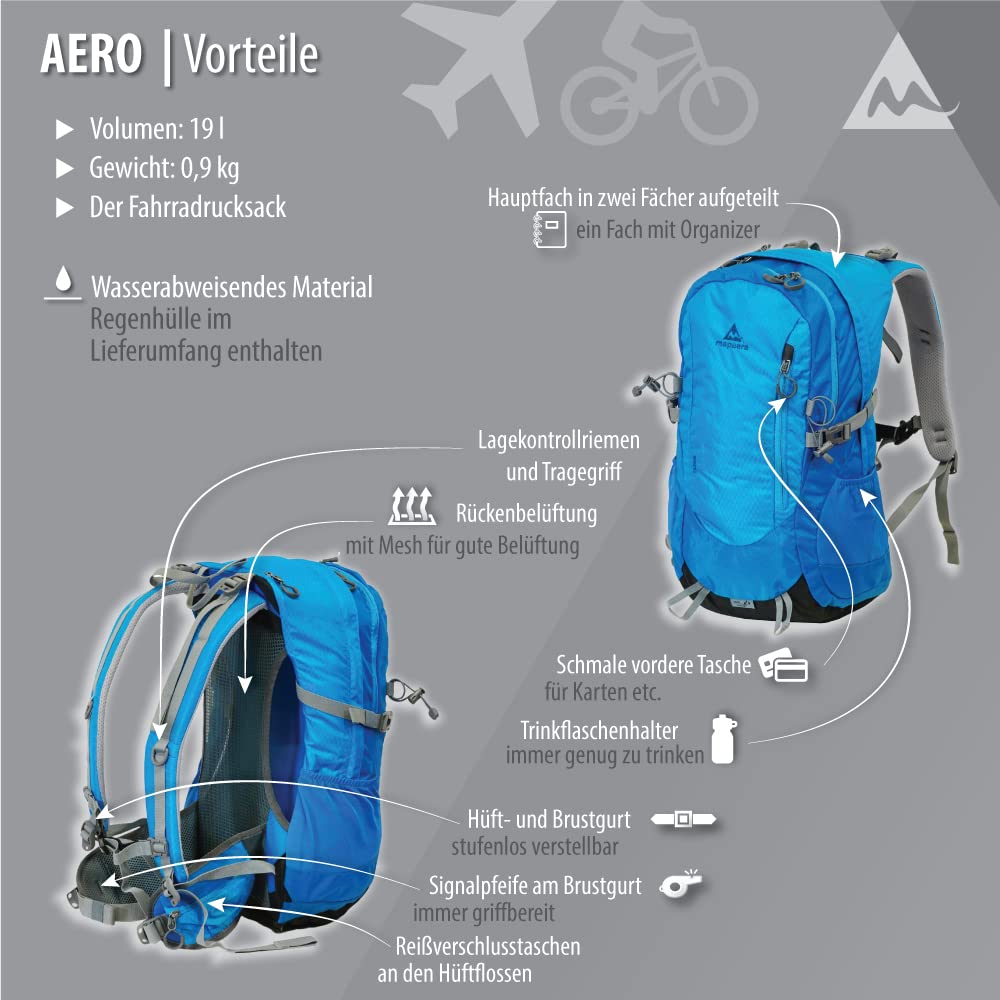 AERO | Vorteile
Volumen: 19 l
Gewicht: 0,9 kg
Der Fahrradrucksack
Wasserabweisendes Material
Regenhülle im
Lieferumfang enthalten
Hauptfach in zwei Fächer aufgeteilt
ein Fach mit Organizer
mapuera
Lagekontrollriemen
und Tragegriff
Rückenbelüftung
mit Mesh für gute Belüftung
Schmale vordere Tasche
für Karten etc.
Trinkflaschenhalter
immer genug zu trinken
Hüft- und Brustgurt
stufenlos verstellbar
Signalpfeife am Brustgurt
immer griffbereit
Reißverschlusstaschen
an den Hüftflossen